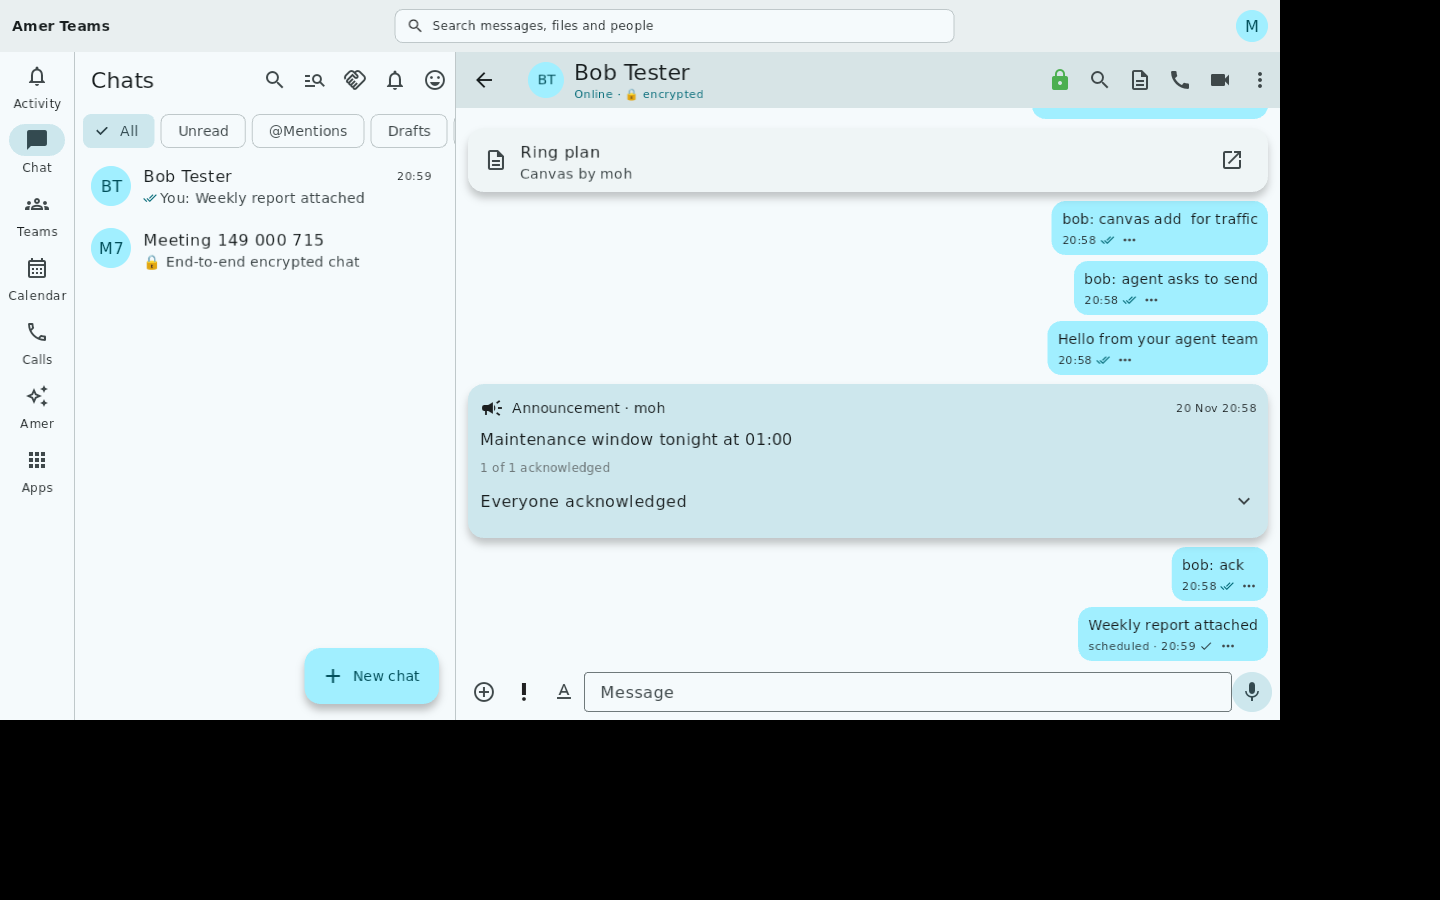 Amer Teams
Search messages, files and people
M
Activity
Chat
Teams
Calendar
Calls
Amer
Apps
Chats
All
Unread
@Mentions
Drafts
BT
Bob Tester
20:59
You: Weekly report attached
M7
Meeting 149 000 715
🔒 End-to-end encrypted chat
New chat
BT
Bob Tester
Online · 🔒 encrypted
Ring plan
Canvas by moh
bob: canvas add  for traffic
20:58
bob: agent asks to send
20:58
Hello from your agent team
20:58
Announcement · moh
20 Nov 20:58
Maintenance window tonight at 01:00
1 of 1 acknowledged
Everyone acknowledged
bob: ack
20:58
Weekly report attached
scheduled · 20:59
A
Message